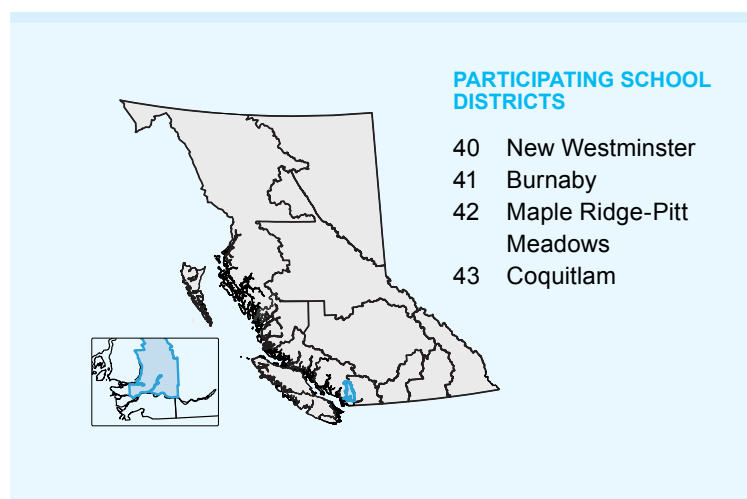 PARTICIPATING SCHOOL
DISTRICTS
40 New Westminster
41 Burnaby
42 Maple Ridge-Pitt
Meadows
43 Coquitlam